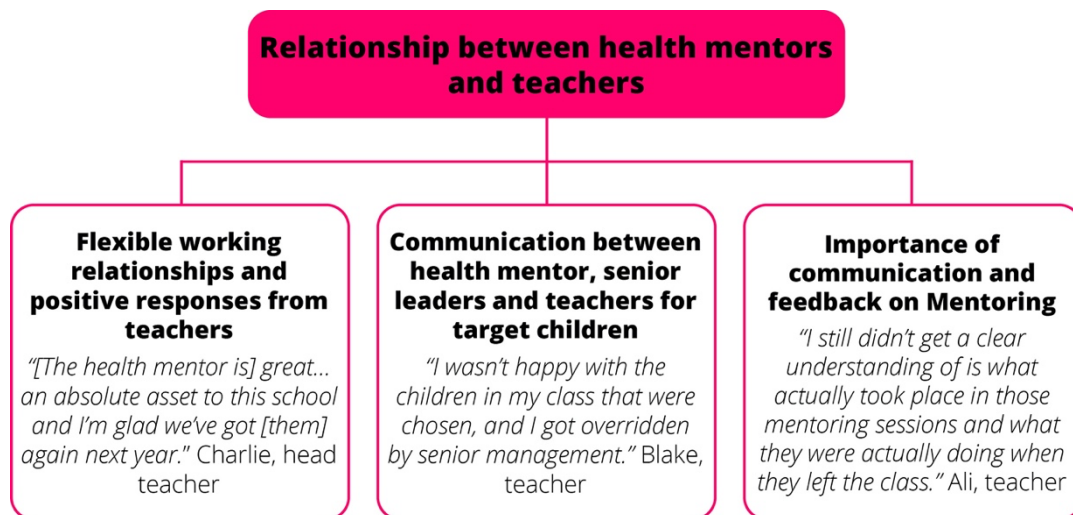 Relationship between health mentors
and teachers
Flexible working
relationships and
positive responses from
teachers
“[The health mentor is] great...
an absolute asset to this school
and I’m glad we’ve got [them]
again next year.” Charlie, head
teacher
Communication between
health mentor, senior
leaders and teachers for
target children
“I wasn’t happy with the
children in my class that were
chosen, and I got overridden
by senior management.” Blake,
teacher
Importance of
communication and
feedback on Mentoring
“I still didn’t get a clear
understanding of is what
actually took place in those
mentoring sessions and what
they were actually doing when
they left the class.” Ali, teacher